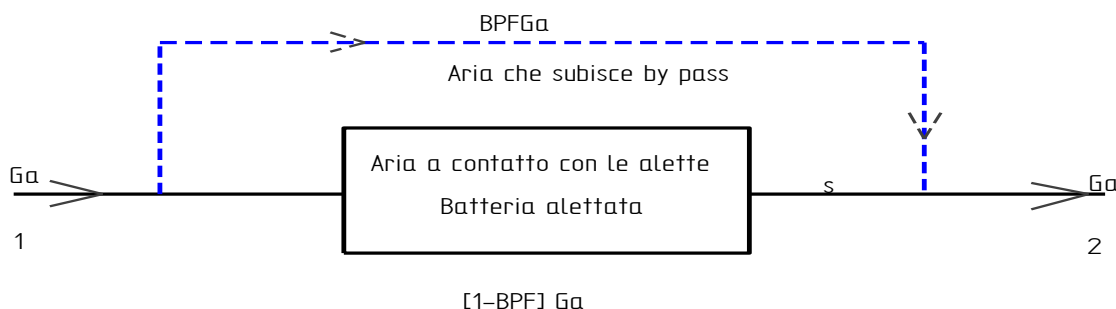 BPFGa
Aria che subisce by pass
Aria a contatto con le alette
Ga
s
Ga
Batteria alettata
1
2
[1-BPF] Ga